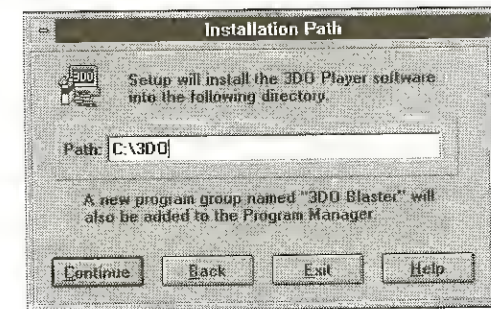 Installation Path
3DO
Setup will install the 3DO Player software
into the following directory.
Path: C:\3DO
A new program group named "3DO Blaster" will
also be added to the Program Manager.
Continue Back Exit Help